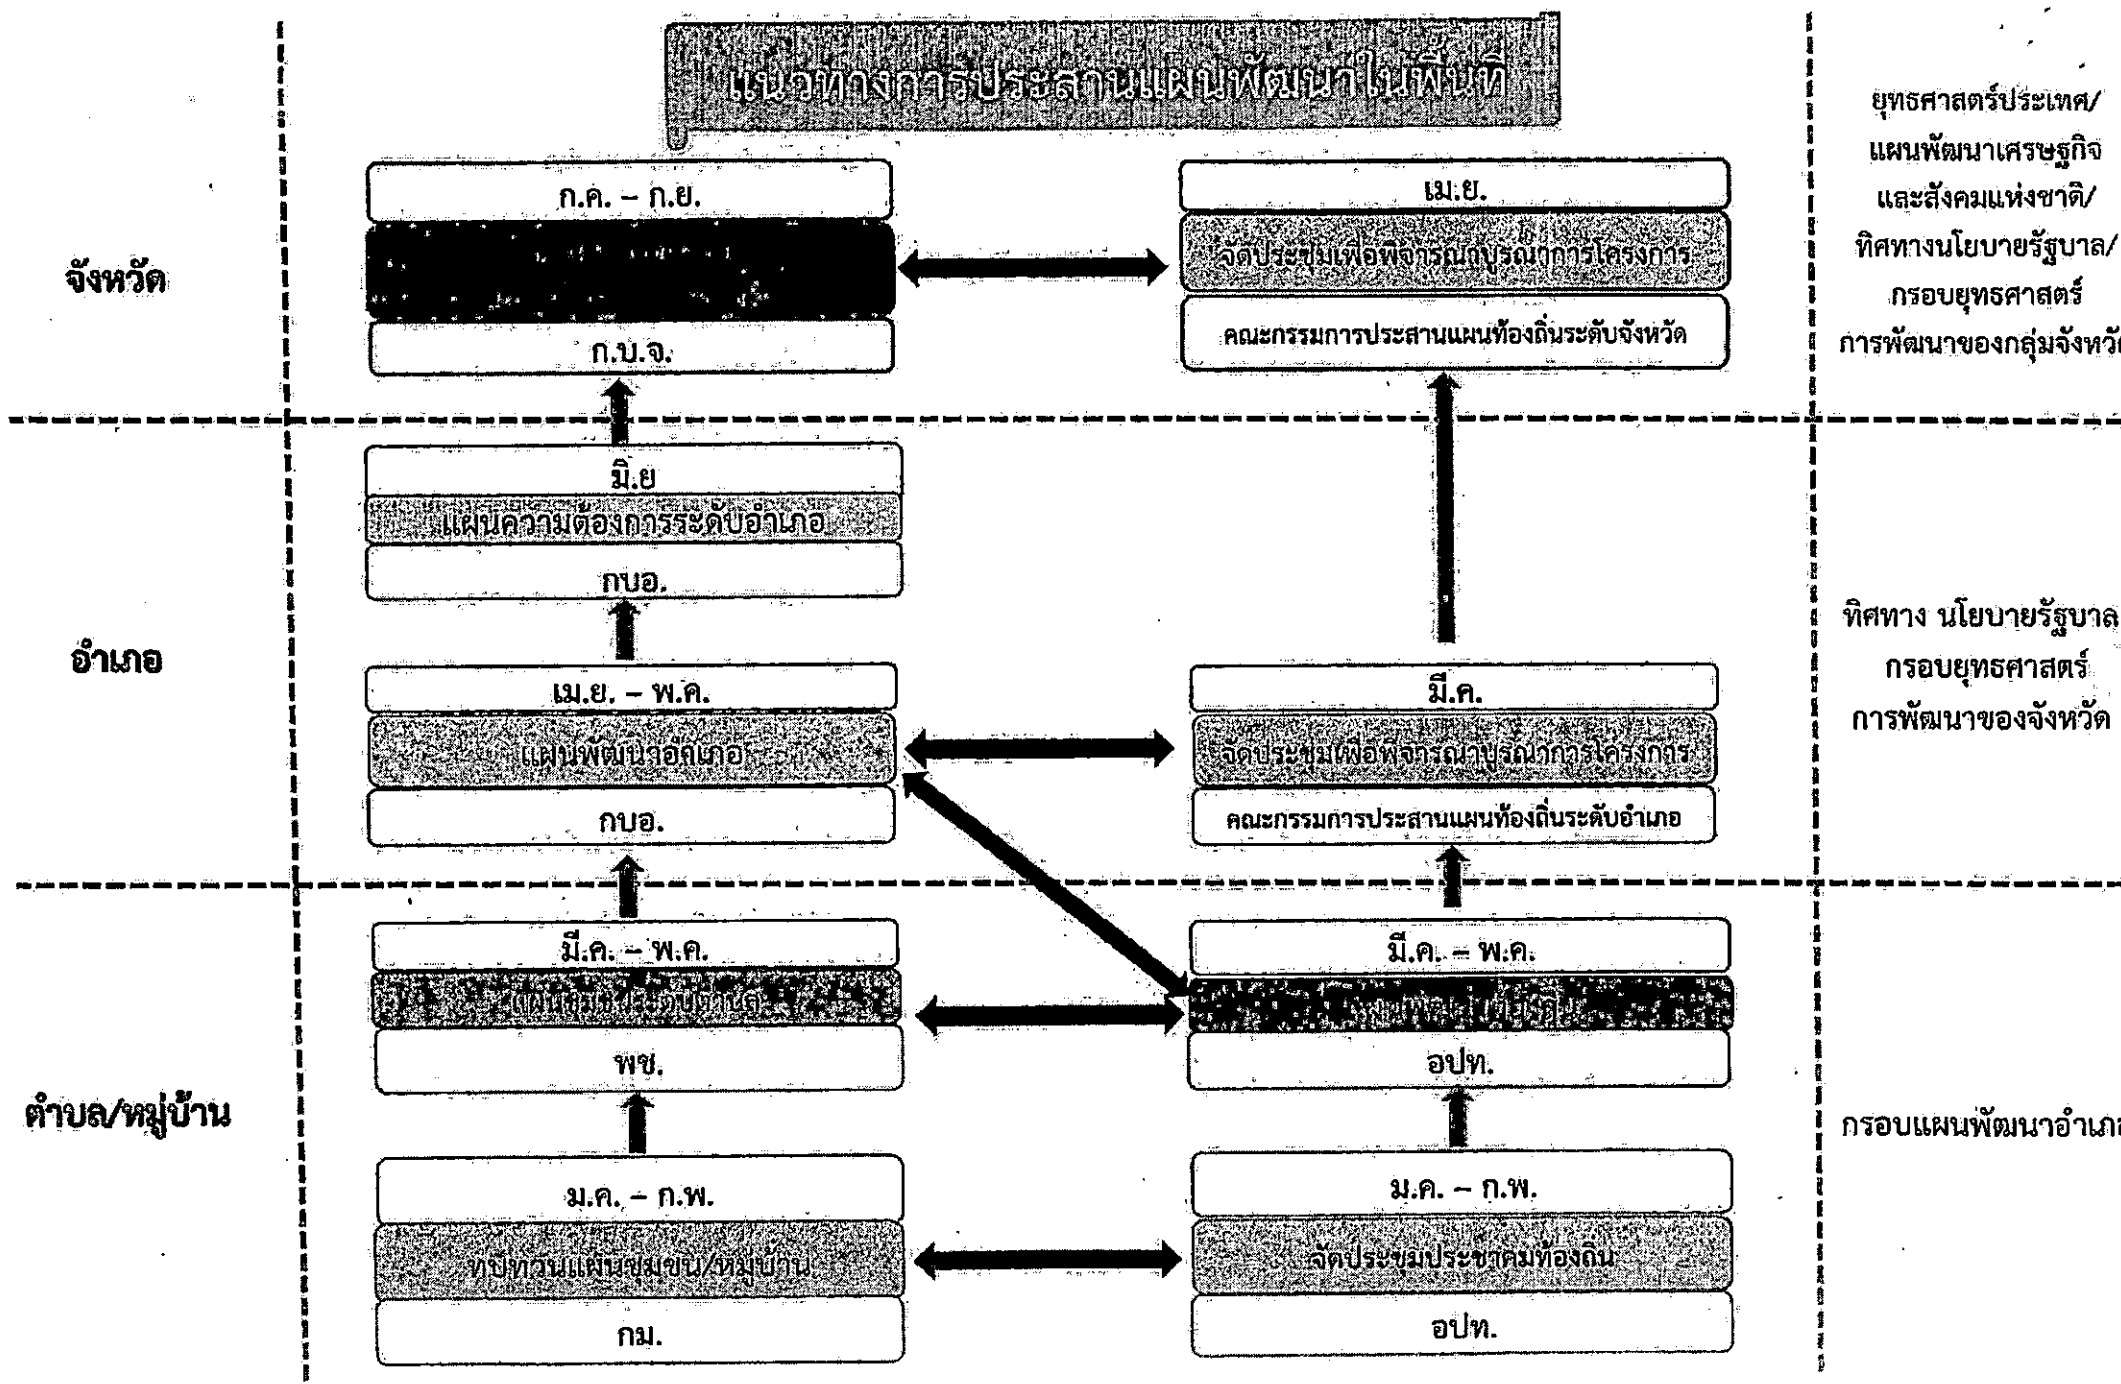 แนวทางการประสานแผนพัฒนาในพื้นที่
จังหวัด
ก.ค. – ก.ย.
ก.บ.จ.
เม.ย.
จัดประชุมเพื่อพิจารณาบูรณาการโครงการ
คณะกรรมการประสานแผนท้องถิ่นระดับจังหวัด
ยุทธศาสตร์ประเทศ/
แผนพัฒนาเศรษฐกิจ
และสังคมแห่งชาติ/
ทิศทางนโยบายรัฐบาล/
กรอบยุทธศาสตร์
การพัฒนาของกลุ่มจังหวัด
อำเภอ
มิ.ย
แผนความต้องการระดับอำเภอ
กบอ.
เม.ย. – พ.ค.
แผนพัฒนาอำเภอ
กบอ.
มี.ค.
จัดประชุมเพื่อพิจารณาบูรณาการโครงการ
คณะกรรมการประสานแผนท้องถิ่นระดับอำเภอ
ทิศทาง นโยบายรัฐบาล
กรอบยุทธศาสตร์
การพัฒนาของจังหวัด
ตำบล/หมู่บ้าน
มี.ค. – พ.ค.
แผนชุมชนระดับตำบล
พช.
มี.ค. – พ.ค.
อปท.
ม.ค. – ก.พ.
ทบทวนแผนชุมชน/หมู่บ้าน
กม.
ม.ค. – ก.พ.
จัดประชุมประชาคมท้องถิ่น
อปท.
กรอบแผนพัฒนาอำเภอ